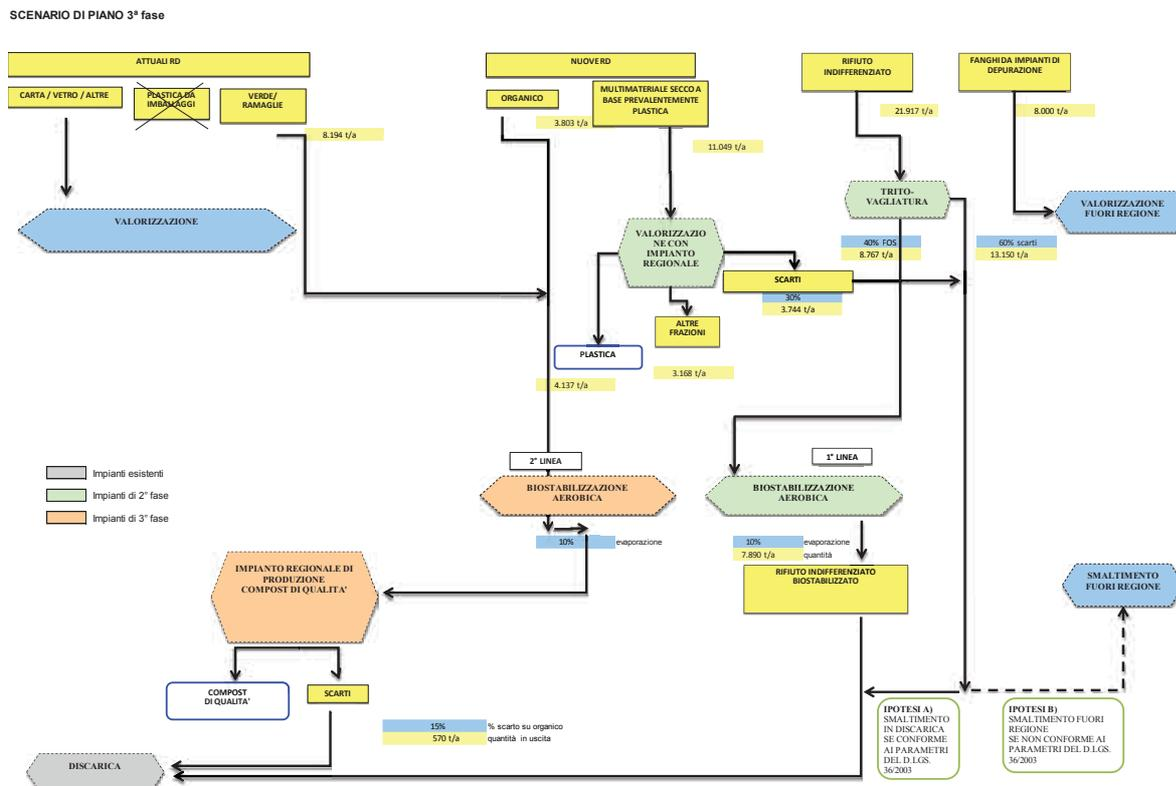 SCENARIO DI PIANO 3ª fase
ATTUALI RD
NUOVE RD
RIFIUTO
INDIFFERENZIATO
FANGHI DA IMPIANTI DI
DEPURAZIONE
CARTA / VETRO / ALTRE
PLASTICA DA
IMBALLAGGI
VERDE/
RAMAGLIE
ORGANICO
MULTIMATERIALE SECCO A
BASE PREVALENTEMENTE
PLASTICA
8.194 t/a
3.803 t/a
11.049 t/a
21.917 t/a
8.000 t/a
VALORIZZAZIONE
VALORIZZAZIO
NE CON
IMPIANTO
REGIONALE
TRITO-
VAGLIATURA
VALORIZZAZIONE
FUORI REGIONE
40% FOS
8.767 t/a
60% scarti
13.150 t/a
SCARTI
30%
3.744 t/a
ALTRE
FRAZIONI
PLASTICA
3.168 t/a
4.137 t/a
2° LINEA
1° LINEA
Impianti esistenti
Impianti di 2° fase
Impianti di 3° fase
BIOSTABILIZZAZIONE
AEROBICA
BIOSTABILIZZAZIONE
AEROBICA
10% evaporazione
10% evaporazione
7.890 t/a quantità
RIFIUTO INDIFFERENZIATO
BIOSTABILIZZATO
IMPIANTO REGIONALE DI
PRODUZIONE
COMPOST DI QUALITA'
SMALTIMENTO
FUORI REGIONE
COMPOST
DI QUALITA'
SCARTI
15% % scarto su organico
570 t/a quantità in uscita
IPOTESI A)
SMALTIMENTO
IN DISCARICA
SE CONFORME
AI PARAMETRI
DEL D.LGS.
36/2003
IPOTESI B)
SMALTIMENTO FUORI
REGIONE
SE NON CONFORME AI
PARAMETRI DEL D.LGS.
36/2003
DISCARICA